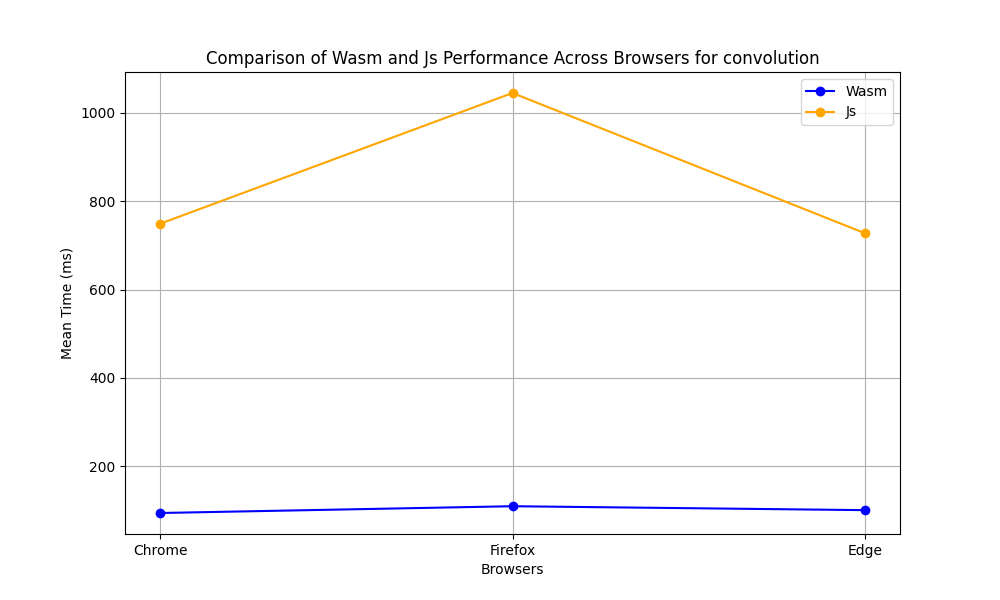 Comparison of Wasm and Js Performance Across Browsers for convolution
Wasm
Js
Mean Time (ms)
1000
800
600
400
200
Chrome
Firefox
Edge
Browsers